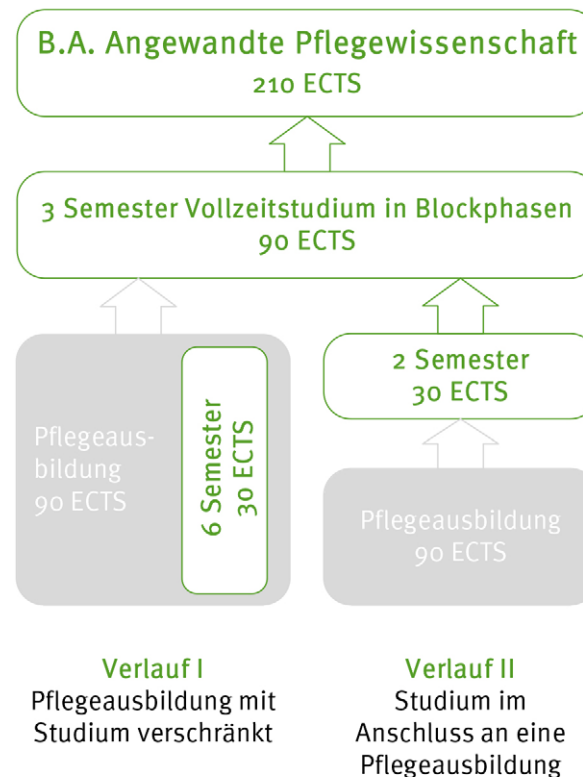 B.A. Angewandte Pflegewissenschaft
210 ECTS
3 Semester Vollzeitstudium in Blockphasen
90 ECTS
Pflegeaus-
bildung
90 ECTS
6 Semester
30 ECTS
2 Semester
30 ECTS
Pflegeausbildung
90 ECTS
Verlauf I
Pflegeausbildung mit
Studium verschränkt
Verlauf II
Studium im
Anschluss an eine
Pflegeausbildung